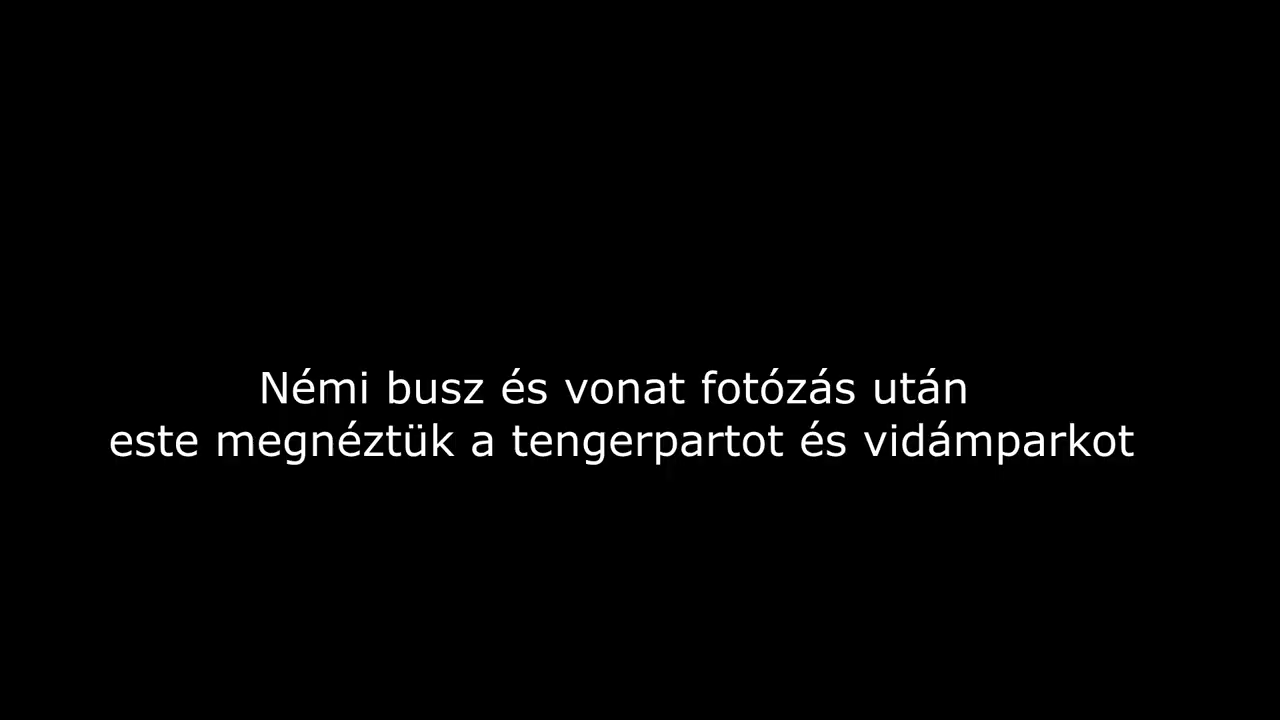 Némi busz és vonat fotózás után
este megnéztük a tengerpartot és vidámparkot